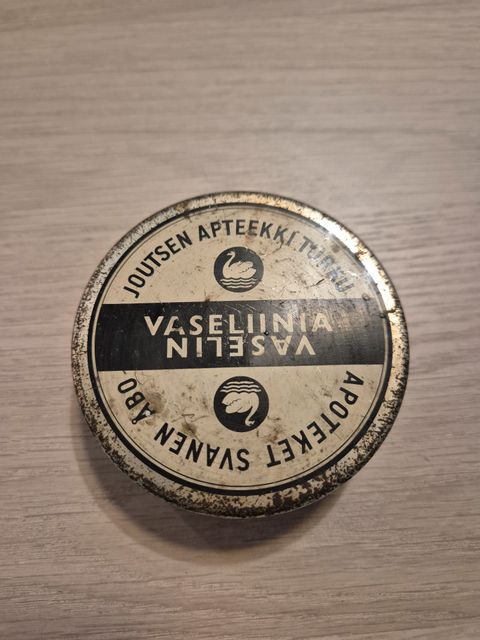 JOUTSEN APTEEKKI TURKU
VASELIINIA
VASELIN
APOTEKET SVANEN ÅBO